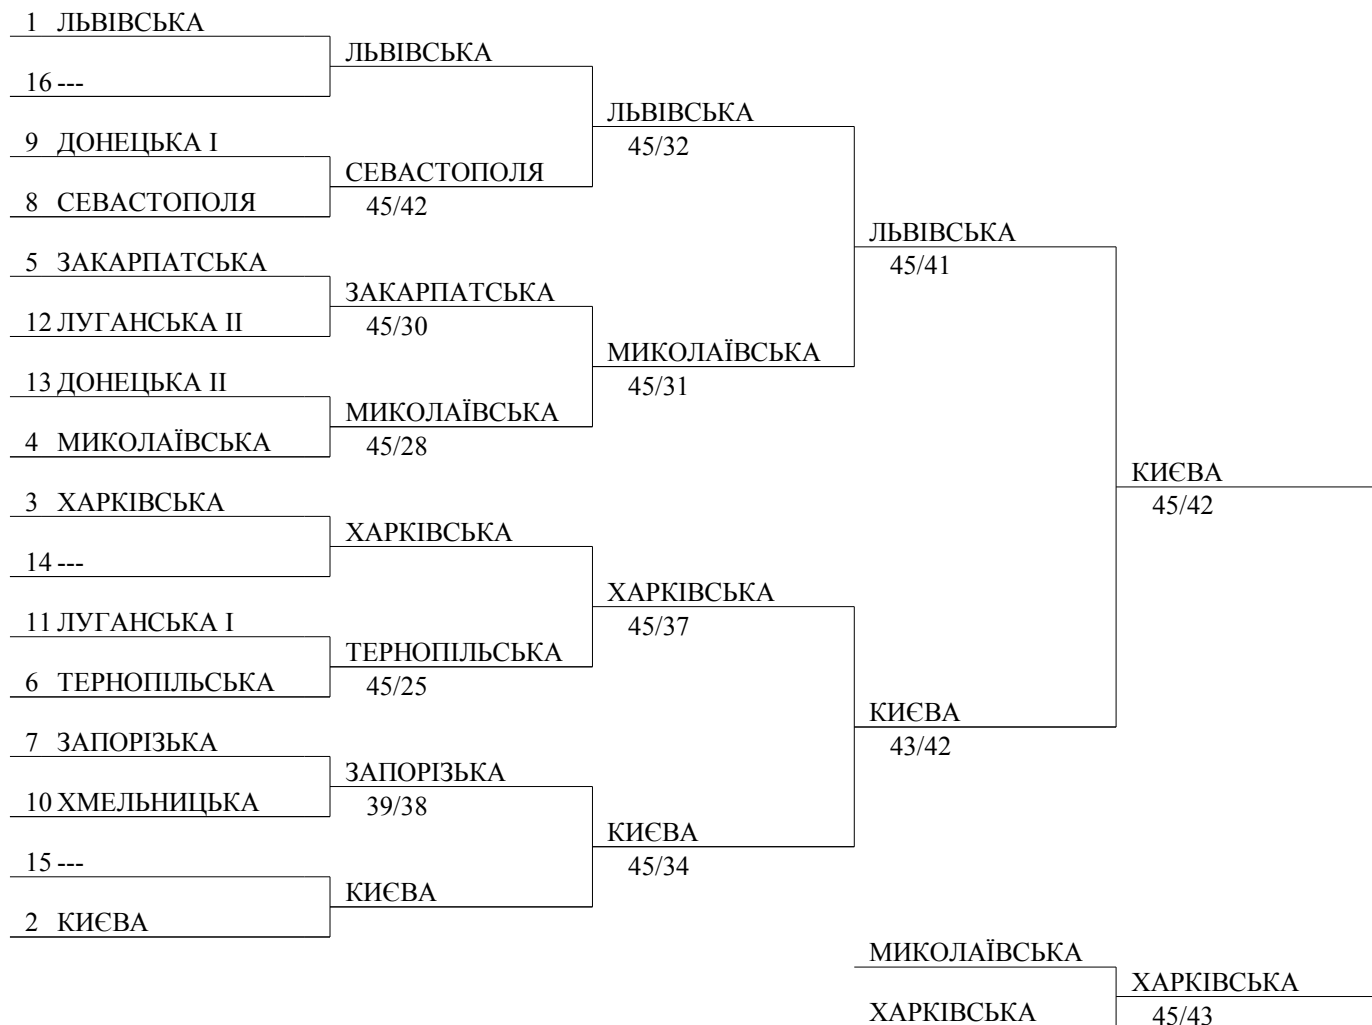 1 ЛЬВІВСЬКА
ЛЬВІВСЬКА
16 ---
ЛЬВІВСЬКА
45/32
9 ДОНЕЦЬКА I
СЕВАСТОПОЛЯ
45/42
8 СЕВАСТОПОЛЯ
ЛЬВІВСЬКА
45/41
5 ЗАКАРПАТСЬКА
ЗАКАРПАТСЬКА
45/30
12 ЛУГАНСЬКА II
МИКОЛАЇВСЬКА
45/31
13 ДОНЕЦЬКА II
МИКОЛАЇВСЬКА
45/28
4 МИКОЛАЇВСЬКА
КИЄВА
45/42
3 ХАРКІВСЬКА
ХАРКІВСЬКА
14 ---
ХАРКІВСЬКА
45/37
11 ЛУГАНСЬКА I
ТЕРНОПІЛЬСЬКА
45/25
6 ТЕРНОПІЛЬСЬКА
КИЄВА
43/42
7 ЗАПОРІЗЬКА
ЗАПОРІЗЬКА
39/38
10 ХМЕЛЬНИЦЬКА
КИЄВА
45/34
15 ---
КИЄВА
2 КИЄВА
МИКОЛАЇВСЬКА
ХАРКІВСЬКА
45/43
ХАРКІВСЬКА